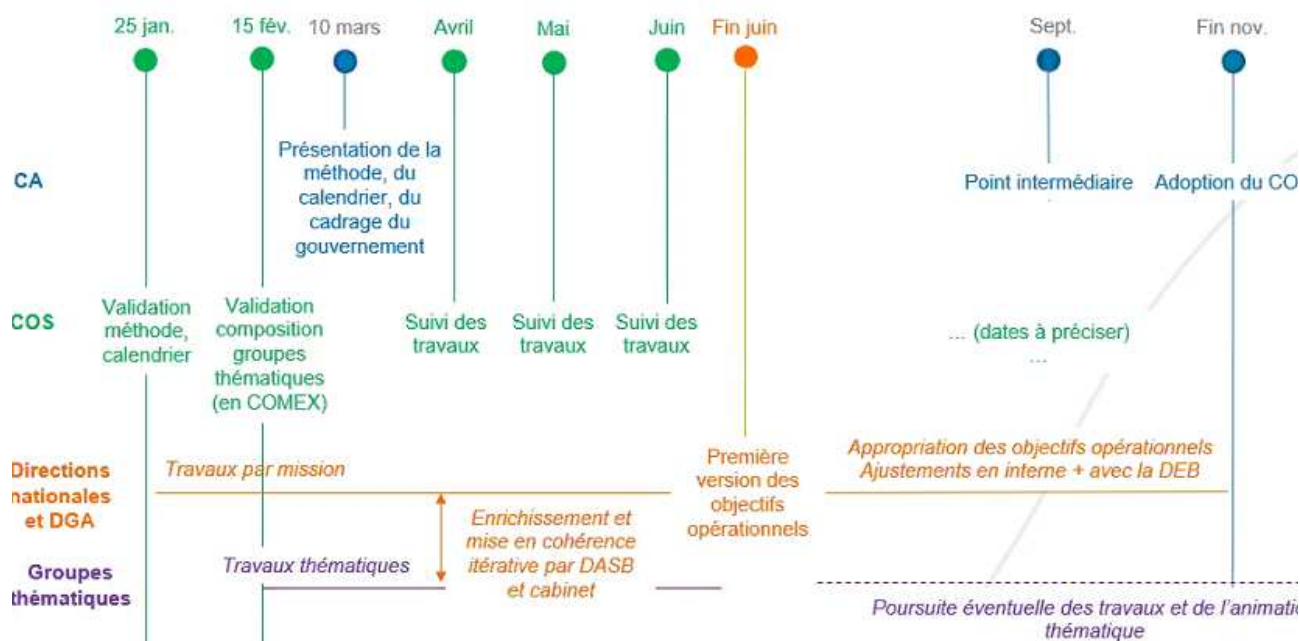 25 jan.
15 fév.
10 mars
Avril
Mai
Juin
Fin juin
Sept.
Fin nov.
CA
Présentation de la
méthode, du
calendrier, du
cadrage du
gouvernement
Point intermédiaire
Adoption du CO
COS
Validation
méthode,
calendrier
Validation
composition
groupes
thématiques
(en COMEX)
Suivi des
travaux
Suivi des
travaux
Suivi des
travaux
... (dates à préciser)
...
Directions
nationales
et DGA
Travaux par mission
Première
version des
objectifs
opérationnels
Appropriation des objectifs opérationnels
Ajustements en interne + avec la DEB
Enrichissement et
mise en cohérence
itérative par DASB
et cabinet
Groupes
thématiques
Travaux thématiques
Poursuite éventuelle des travaux et de l'animati
thématique